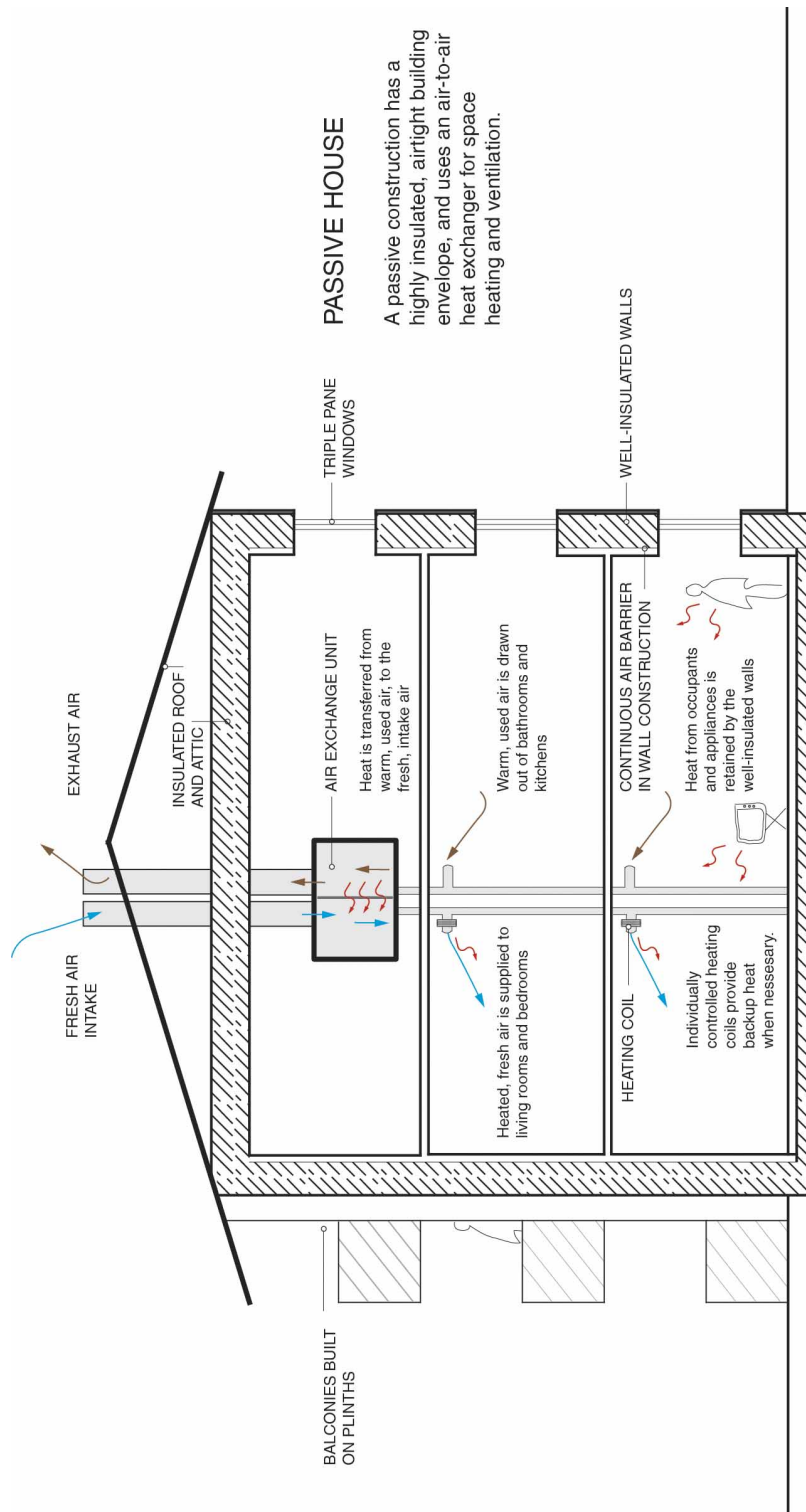 PASSIVE HOUSE
A passive construction has a
highly insulated, airtight building
envelope, and uses an air-to-air
heat exchanger for space
heating and ventilation.
FRESH AIR
INTAKE
EXHAUST AIR
INSULATED ROOF
AND ATTIC
BALCONIES BUILT
ON PLINTHS
AIR EXCHANGE UNIT
Heat is transferred from
warm, used air, to the
fresh, intake air
TRIPLE PANE
WINDOWS
Heated, fresh air is supplied to
living rooms and bedrooms
Warm, used air is drawn
out of bathrooms and
kitchens
HEATING COIL
Individually
controlled heating
coils provide
backup heat
when nessesary.
CONTINUOUS AIR BARRIER
IN WALL CONSTRUCTION
Heat from occupants
and appliances is
retained by the
well-insulated walls
WELL-INSULATED WALLS